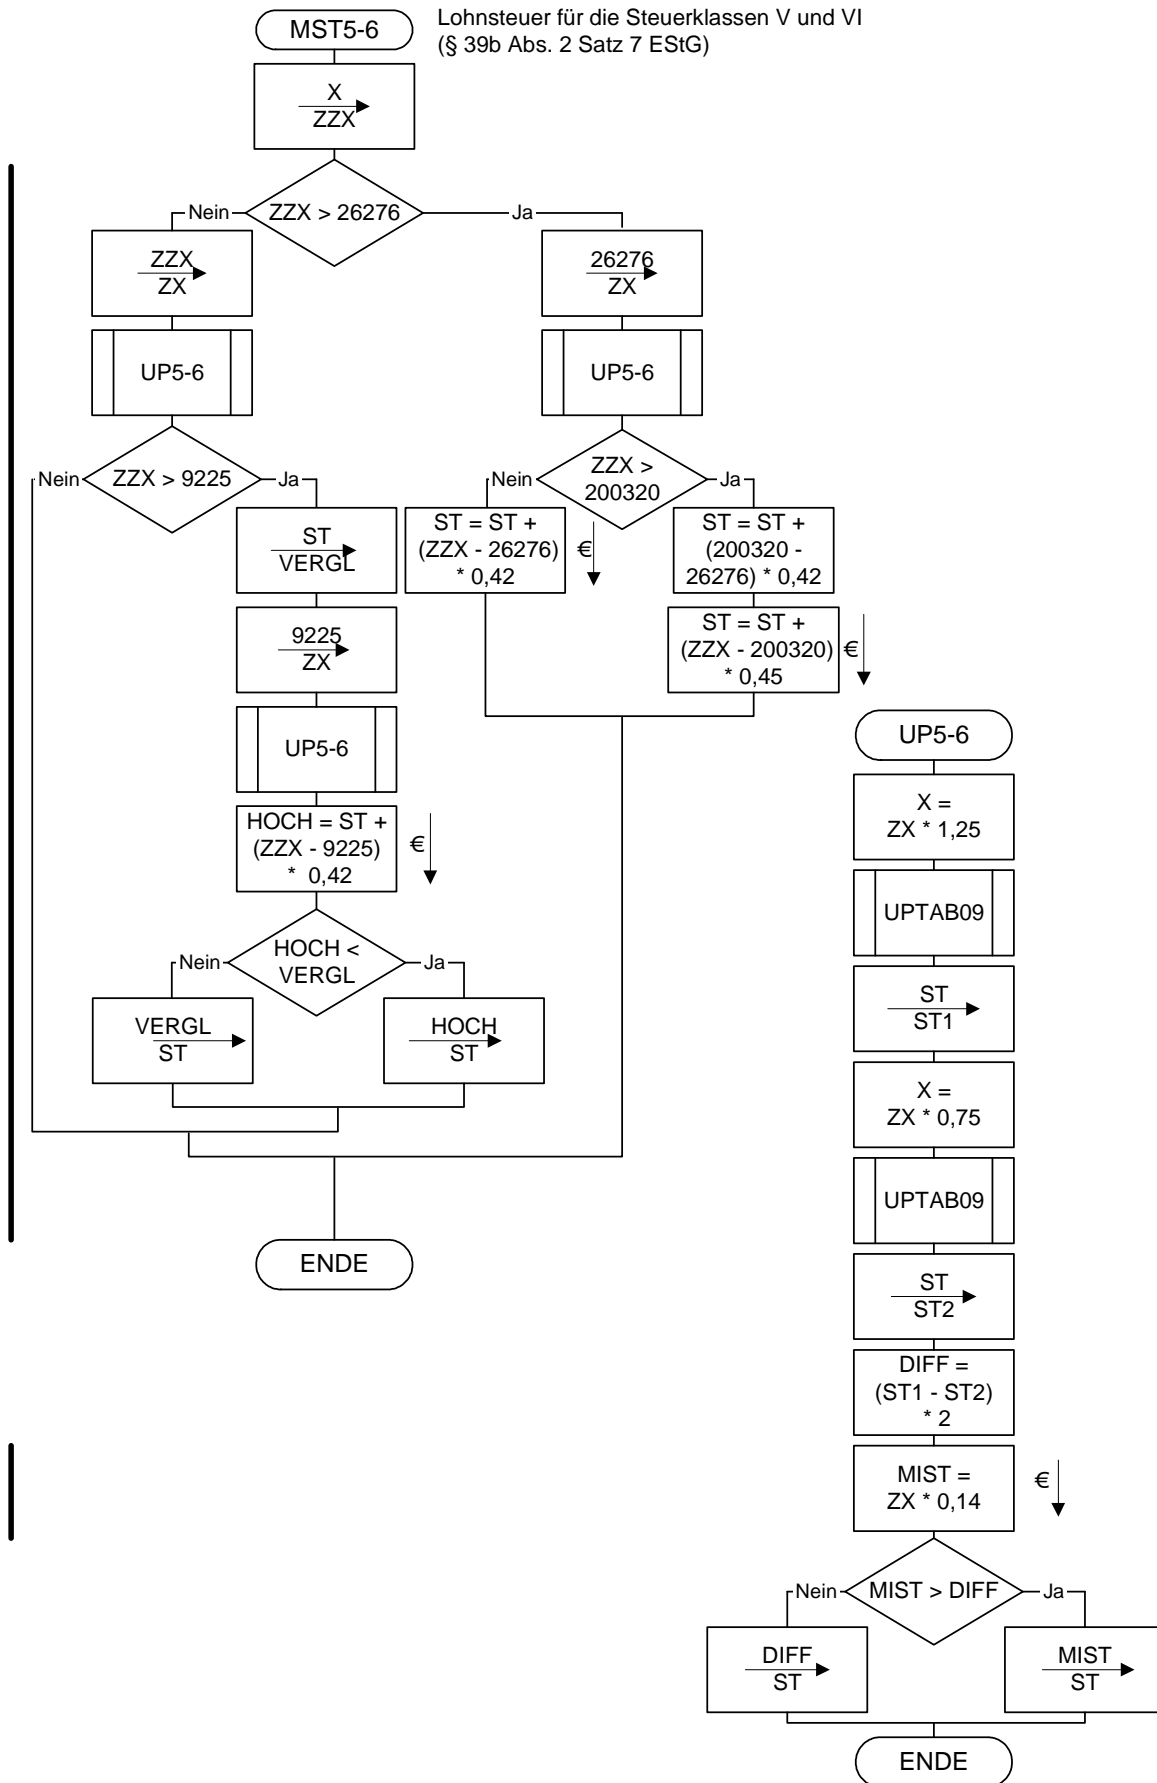 MST5-6
Lohnsteuer für die Steuerklassen V und VI
(§ 39b Abs. 2 Satz 7 EStG)
X
ZZX
ZZX > 26276
Nein
Ja
ZZX
ZX
26276
ZX
UP5-6
UP5-6
ZZX > 9225
Nein
Ja
ZZX >
200320
Nein
Ja
ST
VERGL
ST = ST +
(ZZX - 26276)
* 0,42
€
ST = ST +
(200320 -
26276) * 0,42
9225
ZX
ST = ST +
(ZZX - 200320)
* 0,45
€
UP5-6
HOCH = ST +
(ZZX - 9225)
* 0,42
€
HOCH <
VERGL
Nein
Ja
VERGL
ST
HOCH
ST
ENDE
UP5-6
X =
ZX * 1,25
UPTAB09
ST
ST1
X =
ZX * 0,75
UPTAB09
ST
ST2
DIFF =
(ST1 - ST2)
* 2
MIST =
ZX * 0,14
€
MIST > DIFF
Nein
Ja
DIFF
ST
MIST
ST
ENDE